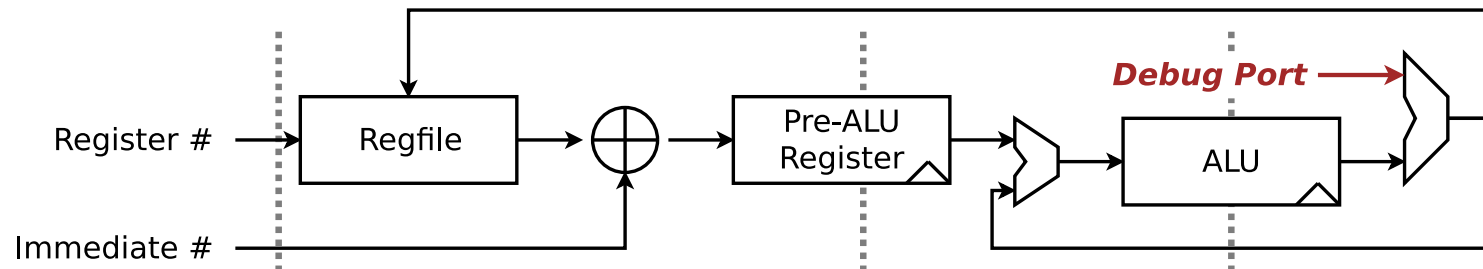 Debug Port
Register #
Regfile
Pre-ALU
Register
ALU
Immediate #